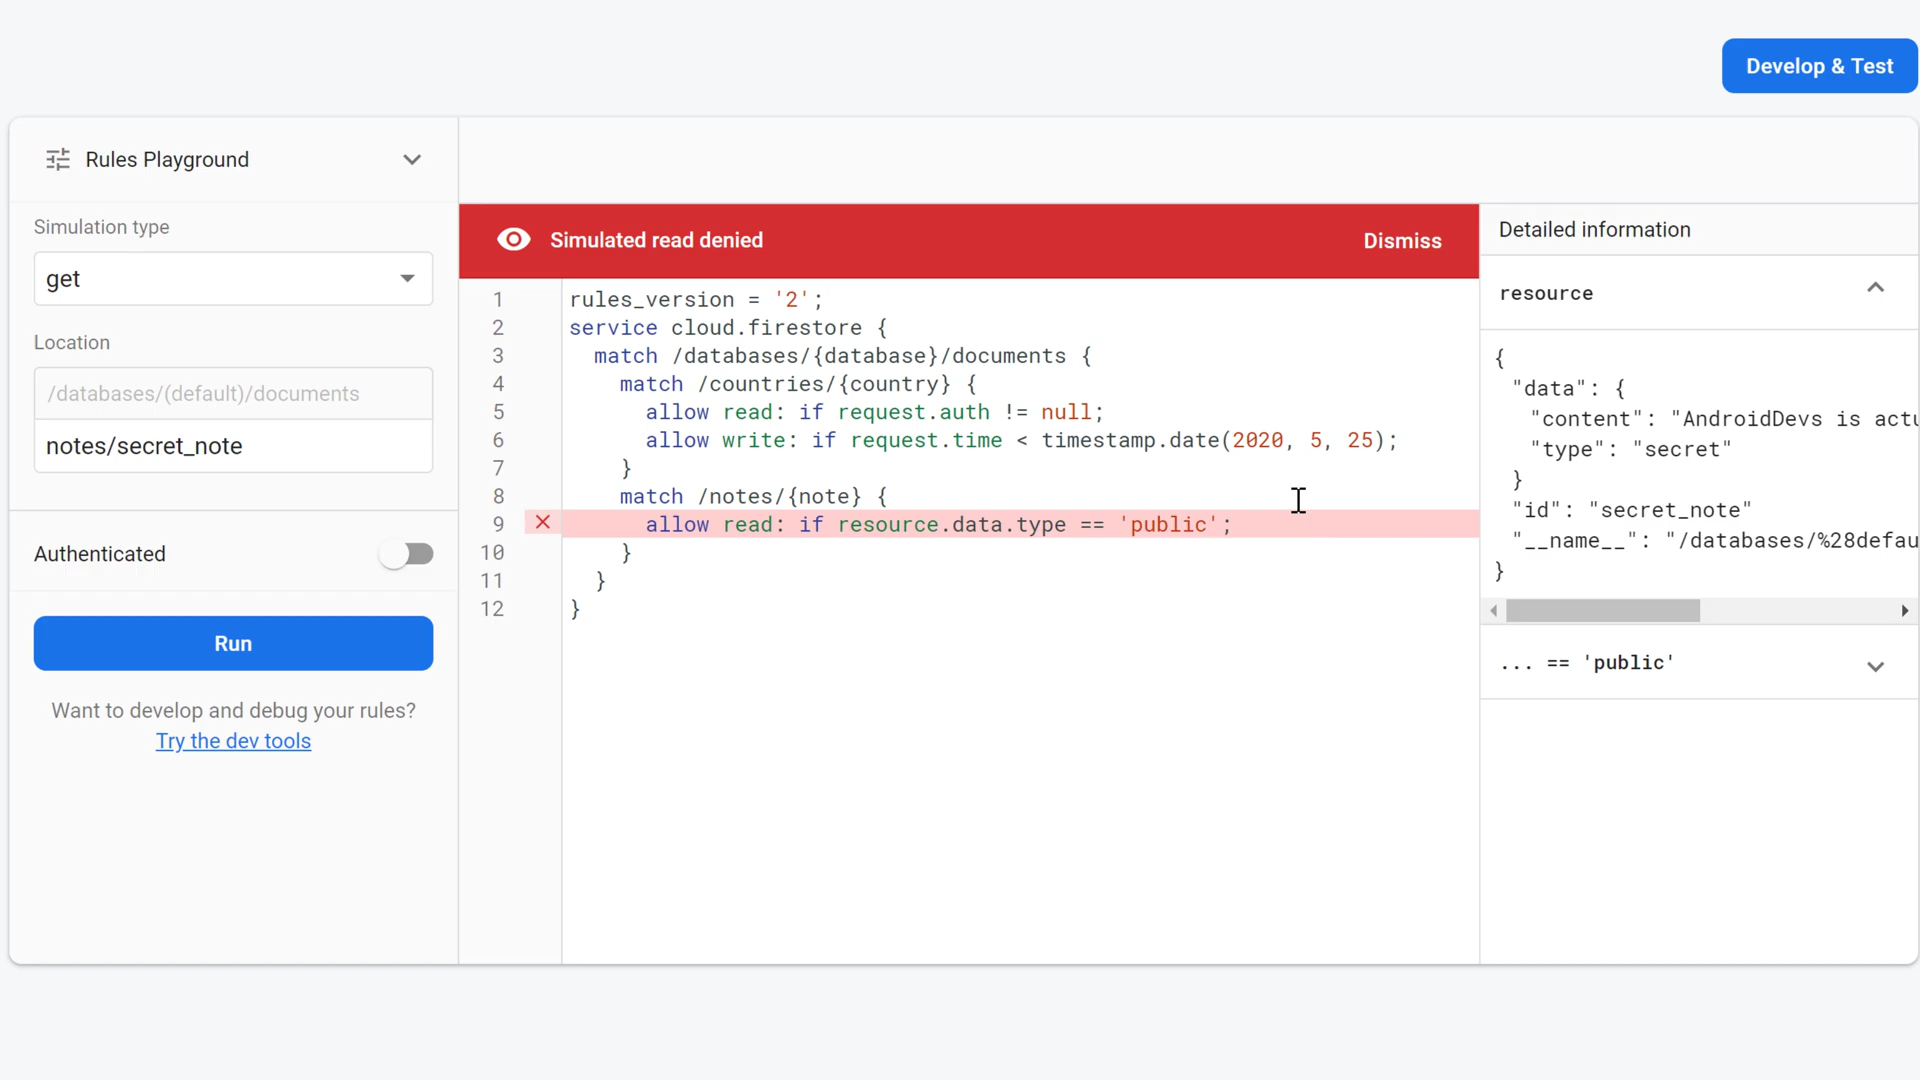 Develop & Test
Rules Playground
Simulation type
get
Location
/databases/(default)/documents
notes/secret_note
Authenticated
Run
Want to develop and debug your rules?
Try the dev tools
Simulated read denied
Dismiss
1 rules_version = '2';
2 service cloud.firestore {
3 match /databases/{database}/documents {
4 match /countries/{country} {
5 allow read: if request.auth != null;
6 allow write: if request.time < timestamp.date(2020, 5, 25);
7 }
8 match /notes/{note} {
9 allow read: if resource.data.type == 'public';
10 }
11 }
12 }
Detailed information
resource
{
"data": {
"content": "AndroidDevs is actu
"type": "secret"
}
"id": "secret_note"
"__name__": "/databases/%28defau
}
... == 'public'